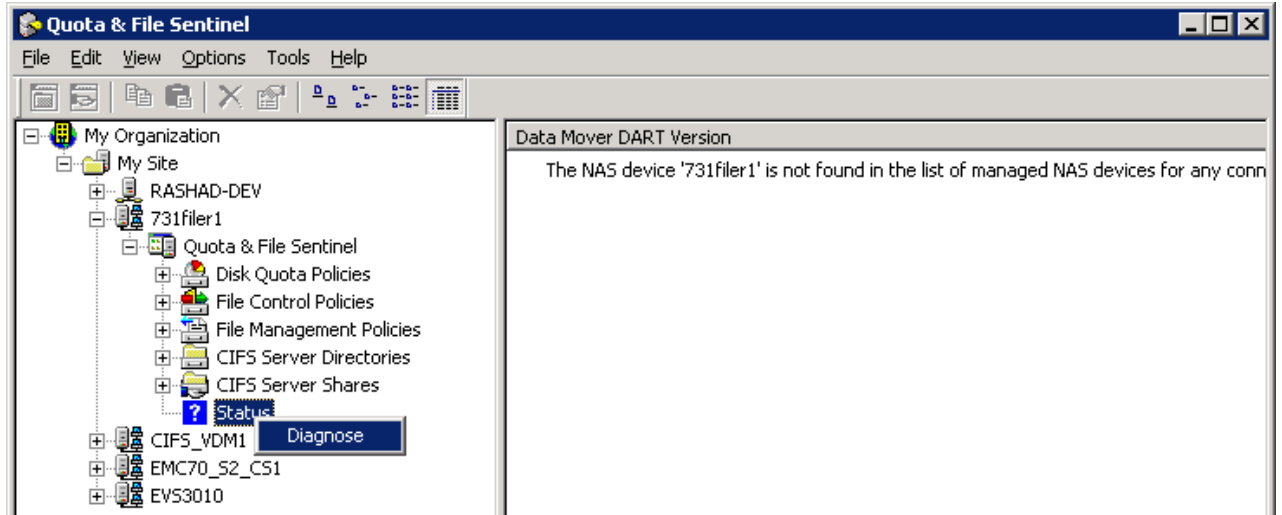 Quota & File Sentinel
File Edit View Options Tools Help
My Organization
My Site
RASHAD-DEV
731filer1
Quota & File Sentinel
Disk Quota Policies
File Control Policies
File Management Policies
CIFS Server Directories
CIFS Server Shares
Status
Diagnose
CIFS_VDM1
EMC70_S2_CS1
EVS3010
Data Mover DART Version
The NAS device '731filer1' is not found in the list of managed NAS devices for any conn